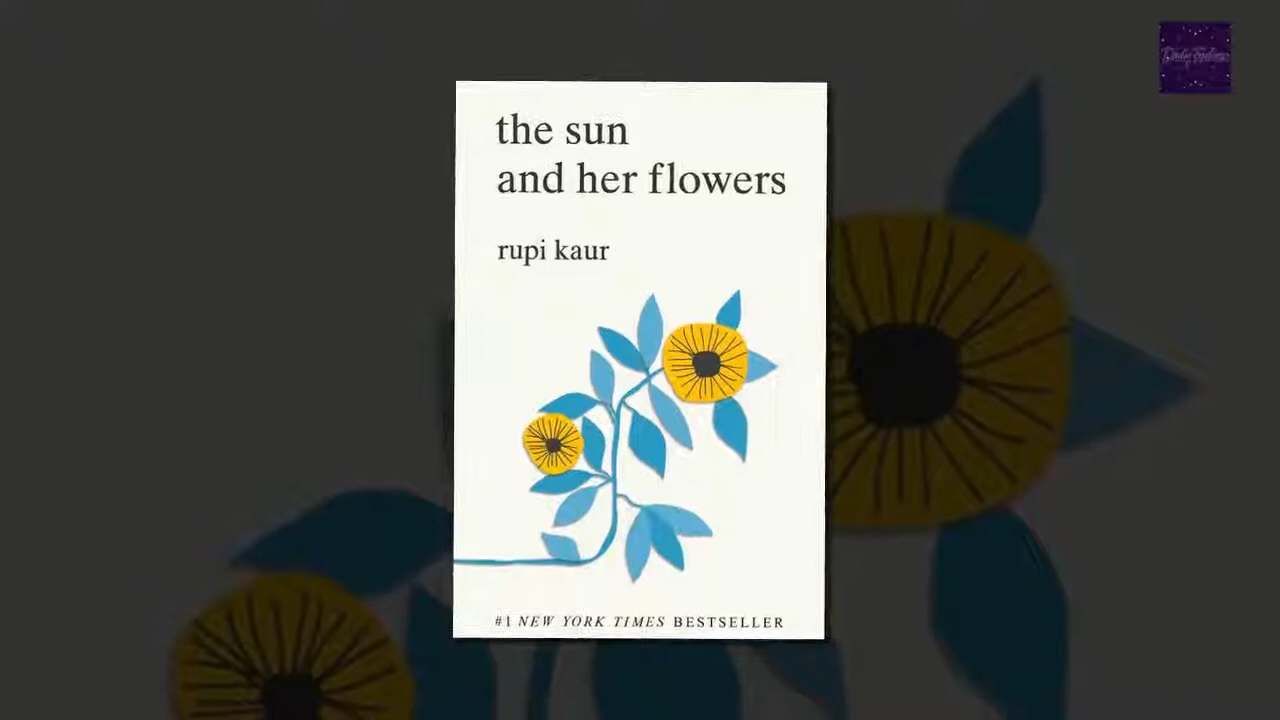 the sun
and her flowers
rupi kaur
#1 NEW YORK TIMES BESTSELLER